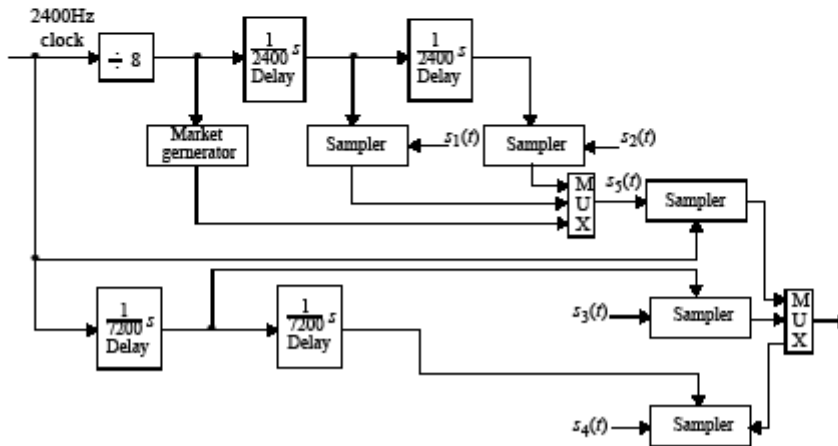 2400Hz
clock
÷ 8
1/2400 s
Delay
1/2400 s
Delay
Market
gernerator
Sampler
s1(t)
Sampler
s2(t)
M
U
X
s5(t)
Sampler
1/7200 s
Delay
1/7200 s
Delay
s3(t)
Sampler
M
U
X
s4(t)
Sampler